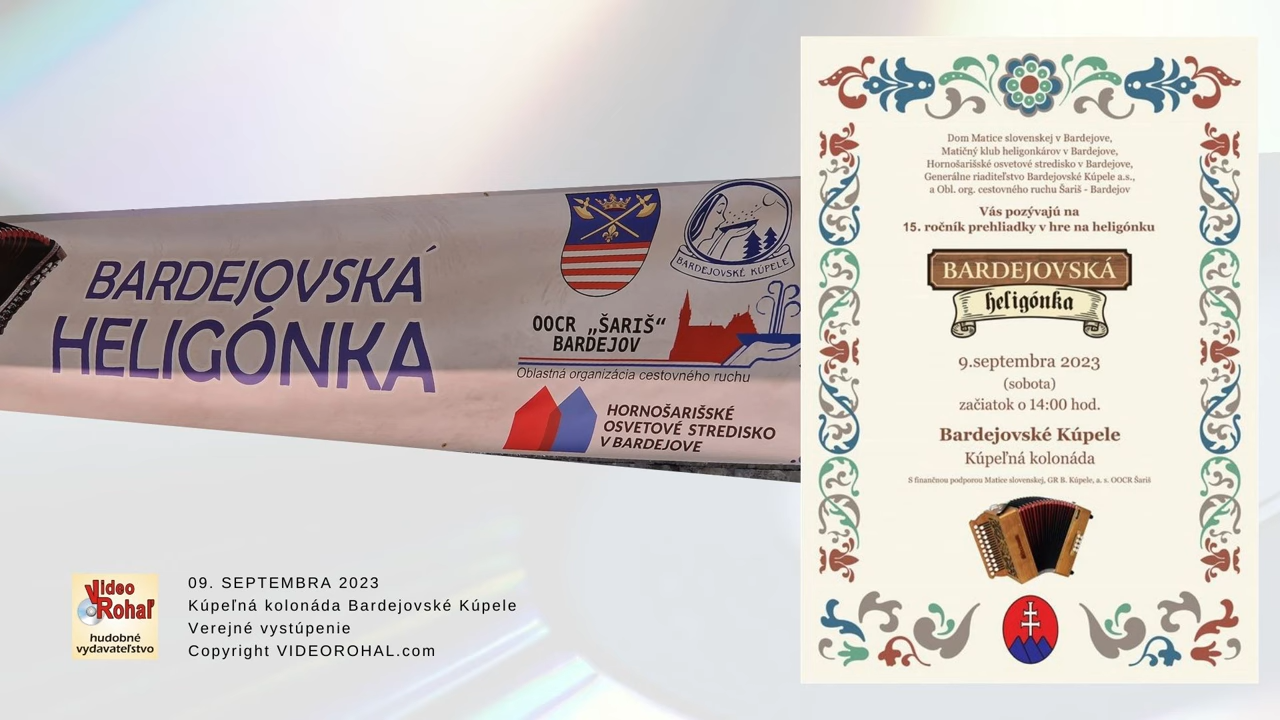 BARDEJOVSKÁ
HELIGÓNKA
BARDEJOVSKÉ KÚPELE
OOCR „ŠARIŠ“
BARDEJOV
Oblastná organizácia cestovného ruchu
HORNOŠARIŠSKÉ
OSVETOVÉ STREDISKO
V BARDEJOVE
Dom Matice slovenskej v Bardejove,
Matičný klub heligonkárov v Bardejove,
Hornošarišské osvetové stredisko v Bardejove,
Generálne riaditeľstvo Bardejovské Kúpele a.s.,
a Obl. org. cestovného ruchu Šariš - Bardejov
Vás pozývajú na
15. ročník prehliadky v hre na heligónku
BARDEJOVSKÁ
heligónka
9.septembra 2023
(sobota)
začiatok o 14:00 hod.
Bardejovské Kúpele
Kúpeľná kolonáda
S finančnou podporou Matice slovenskej, GR B. Kúpele, a. s. OOCR Šariš
Video
Rohaľ
hudobné
vydavateľstvo
09. SEPTEMBRA 2023
Kúpeľná kolonáda Bardejovské Kúpele
Verejné vystúpenie
Copyright VIDEOROHAL.com